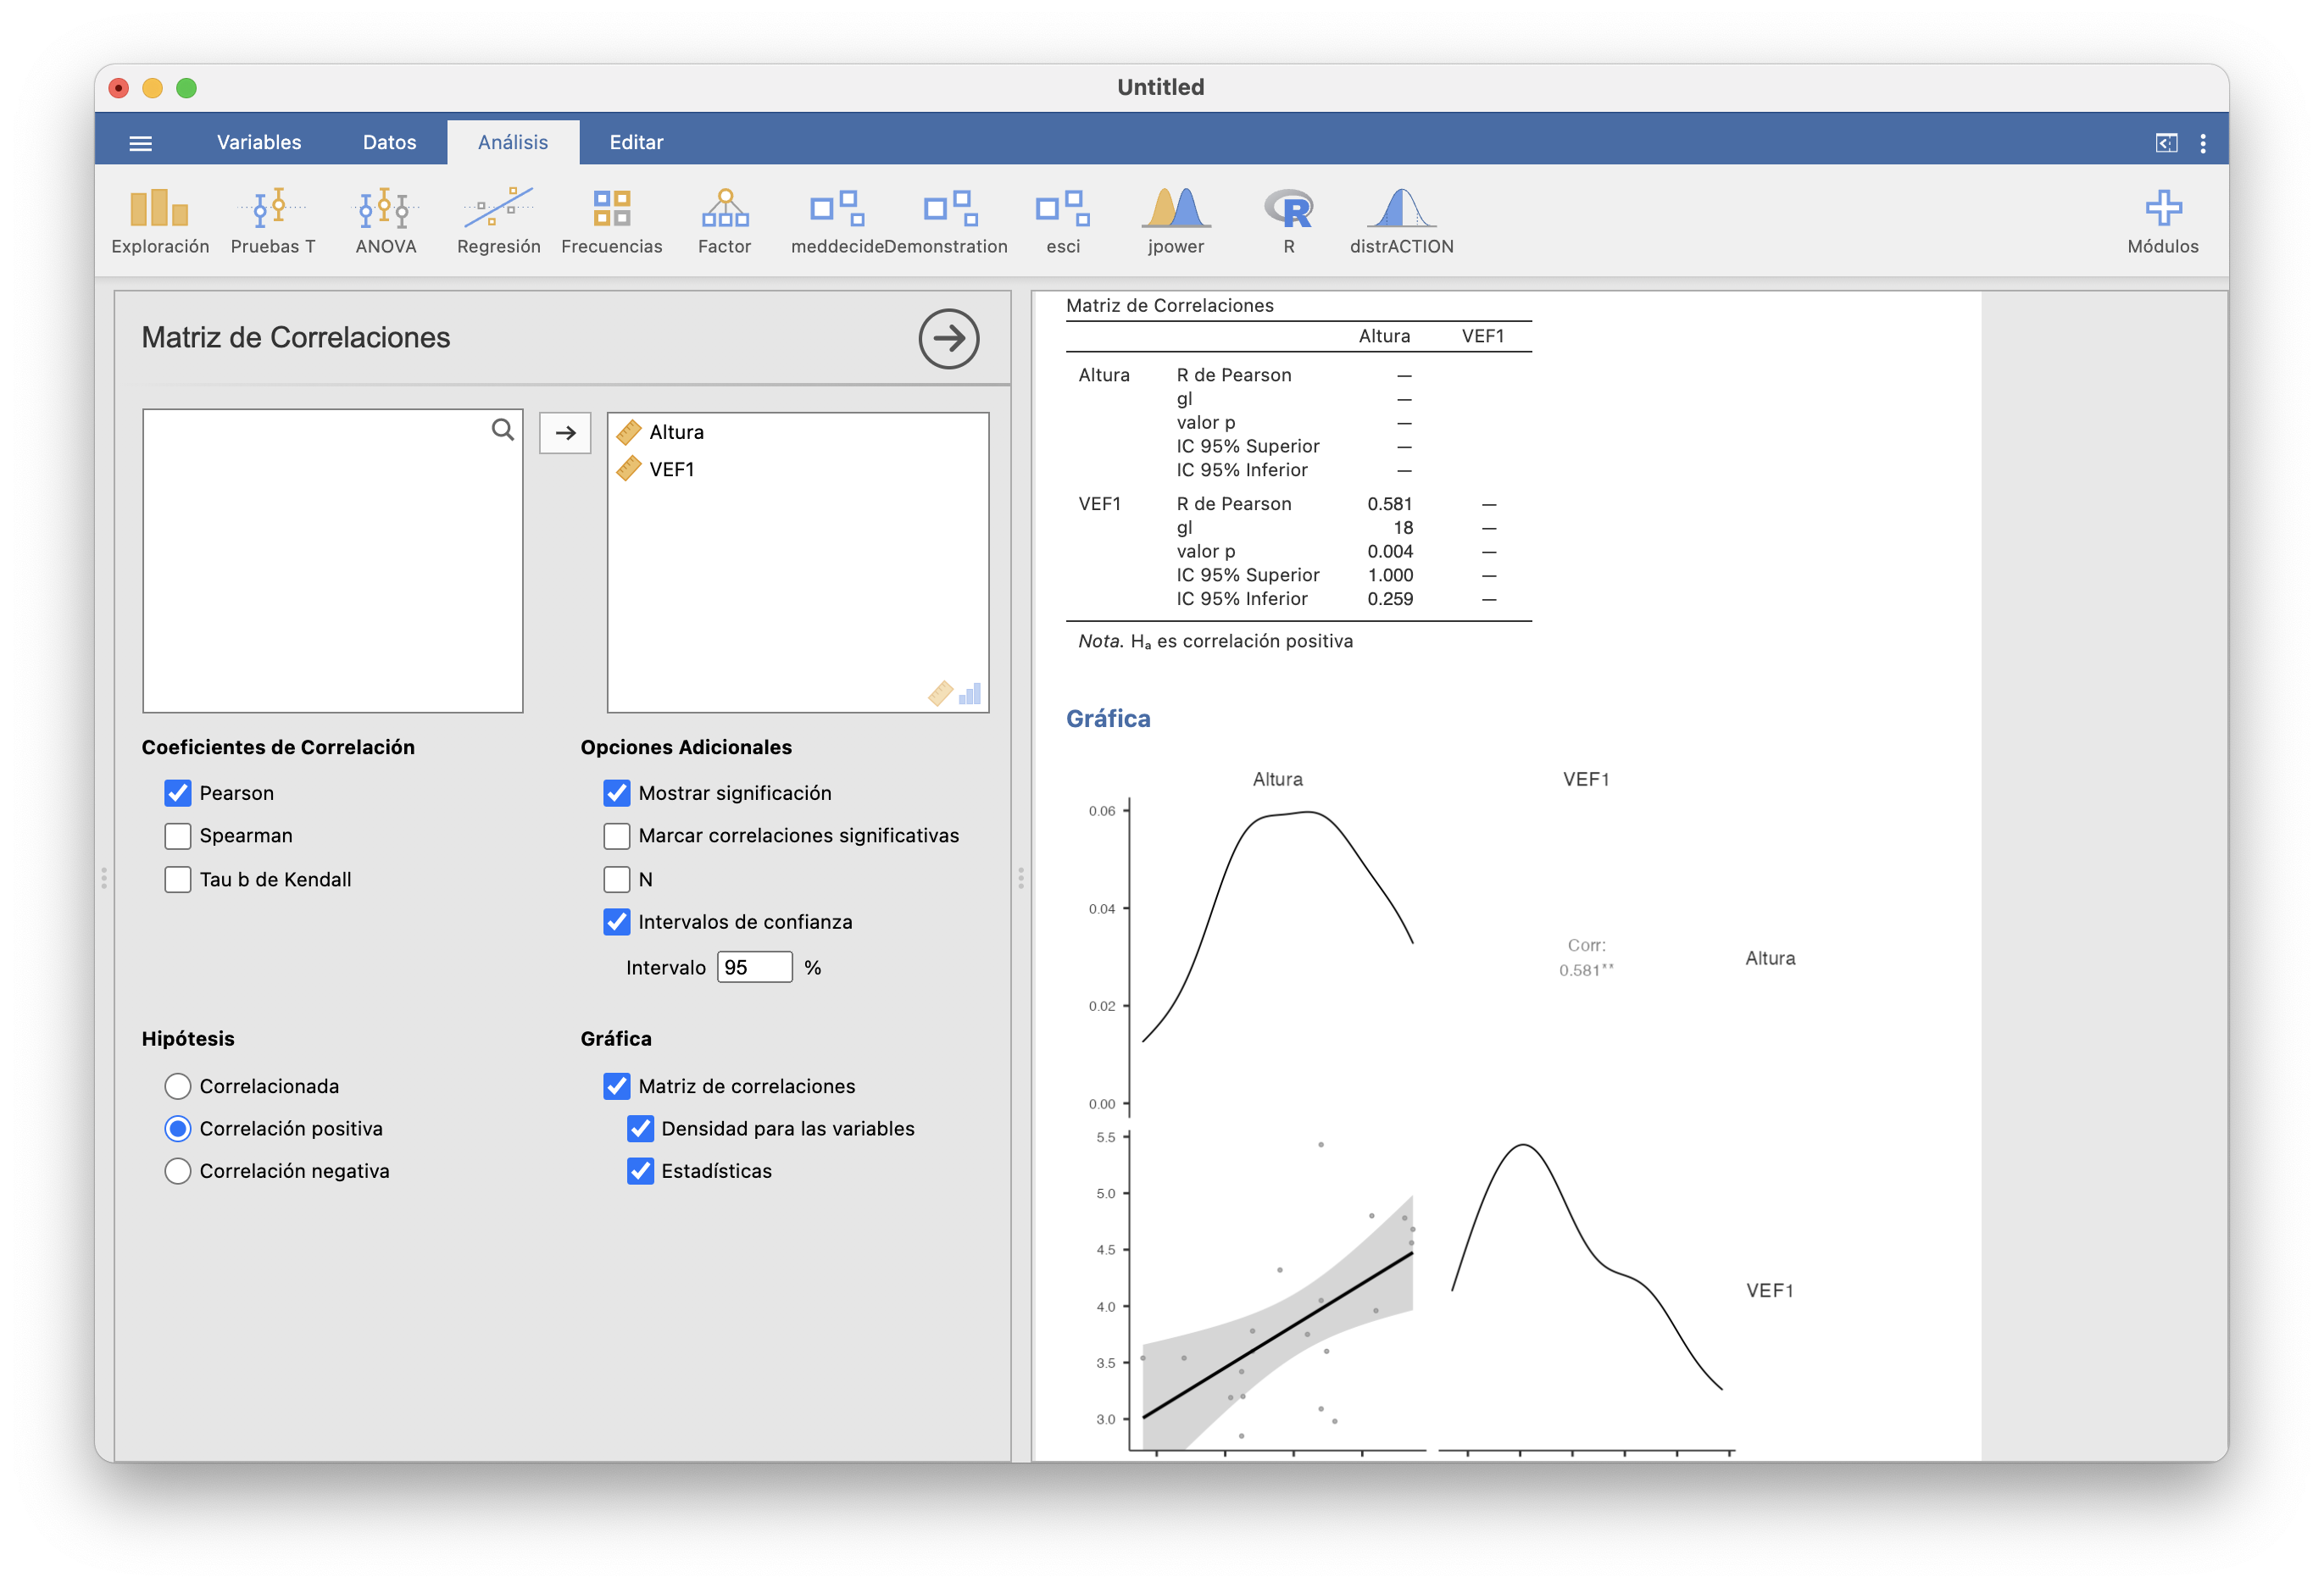 Untitled
Variables Datos Análisis Editar
Exploración Pruebas T ANOVA Regresión Frecuencias Factor meddecide Demonstration esci jpower R distrACTION Módulos
Matriz de Correlaciones
Altura
VEF1
Coeficientes de Correlación
Pearson
Spearman
Tau b de Kendall
Opciones Adicionales
Mostrar significación
Marcar correlaciones significativas
N
Intervalos de confianza
Intervalo 95 %
Hipótesis
Correlacionada
Correlación positiva
Correlación negativa
Gráfica
Matriz de correlaciones
Densidad para las variables
Estadísticas
Matriz de Correlaciones
Altura VEF1
Altura R de Pearson —
gl —
valor p —
IC 95% Superior —
IC 95% Inferior —
VEF1 R de Pearson 0.581 —
gl 18 —
valor p 0.004 —
IC 95% Superior 1.000 —
IC 95% Inferior 0.259 —
Nota. Hₐ es correlación positiva
Gráfica
Altura VEF1
0.06
0.04
0.02
0.00
Corr:
0.581**
Altura
5.5
5.0
4.5
4.0
3.5
3.0
VEF1